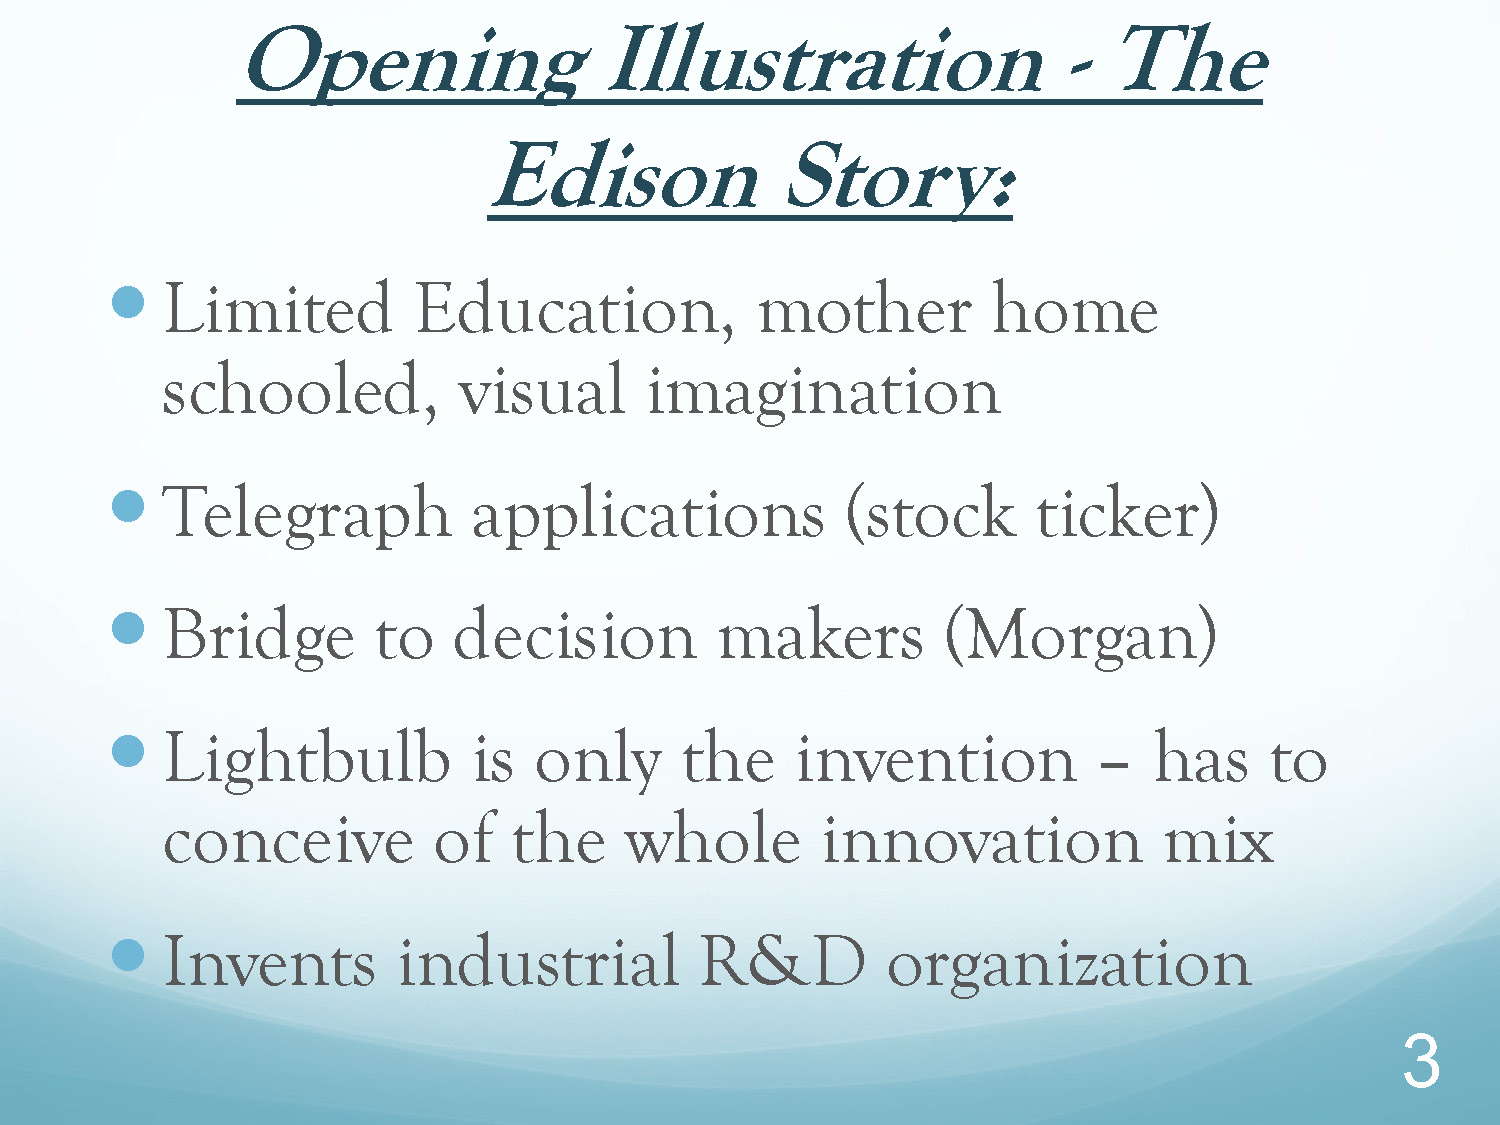 Opening Illustration - The
Edison Story:
● Limited Education, mother home
schooled, visual imagination
● Telegraph applications (stock ticker)
● Bridge to decision makers (Morgan)
● Lightbulb is only the invention – has to
conceive of the whole innovation mix
● Invents industrial R&D organization
3